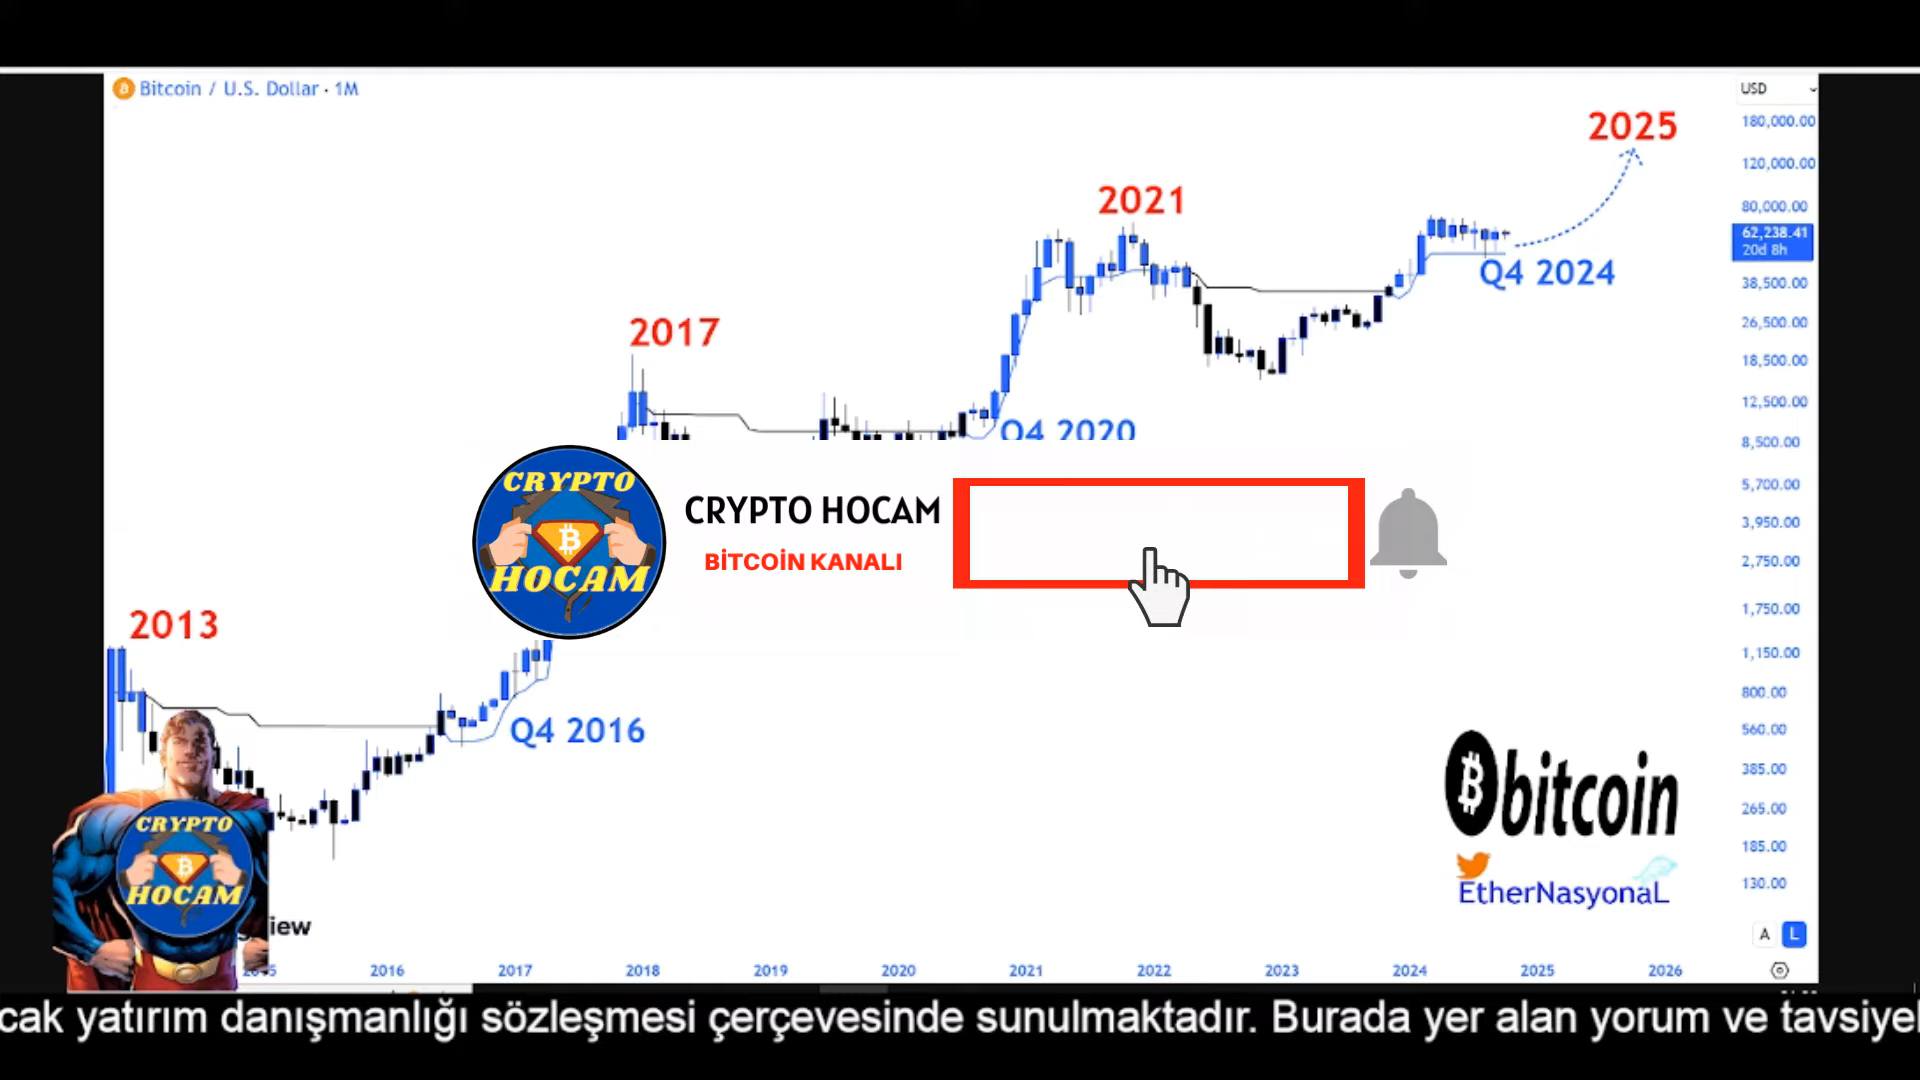 Bitcoin / U.S. Dollar · 1M
USD
180,000.00
120,000.00
80,000.00
62,238.41
20d 8h
38,500.00
26,500.00
18,500.00
12,500.00
8,500.00
5,700.00
3,950.00
2,750.00
1,750.00
1,150.00
800.00
560.00
385.00
265.00
185.00
130.00
2025
2021
Q4 2024
2017
Q4 2020
CRYPTO
HOCAM
CRYPTO HOCAM
BİTCOİN KANALI
2013
Q4 2016
bitcoin
EtherNasyonaL
CRYPTO
HOCAM
iew
A
L
2016
2017
2018
2019
2020
2021
2022
2023
2024
2025
2026
cak yatırım danışmanlığı sözleşmesi çerçevesinde sunulmaktadır. Burada yer alan yorum ve tavsiyel